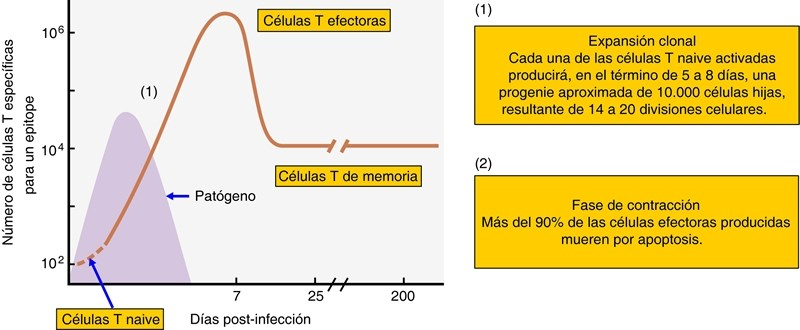 Número de células T específicas
para un epitope
10⁶
10⁴
10²
Células T efectoras
(1)
Células T de memoria
Patógeno
Células T naive
7
25
200
Días post-infección
(1)
Expansión clonal
Cada una de las células T naive activadas
producirá, en el término de 5 a 8 días, una
progenie aproximada de 10.000 células hijas,
resultante de 14 a 20 divisiones celulares.
(2)
Fase de contracción
Más del 90% de las células efectoras producidas
mueren por apoptosis.